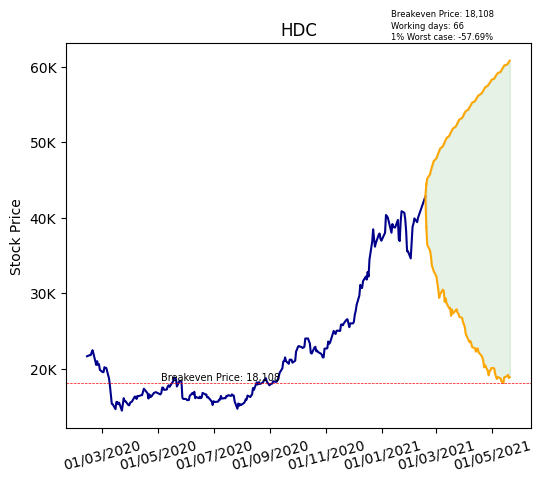 Breakeven Price: 18,108
Working days: 66
1% Worst case: -57.69%
HDC
Stock Price
60K
50K
40K
30K
20K
Breakeven Price: 18,108
01/03/2020
01/05/2020
01/07/2020
01/09/2020
01/11/2020
01/01/2021
01/03/2021
01/05/2021